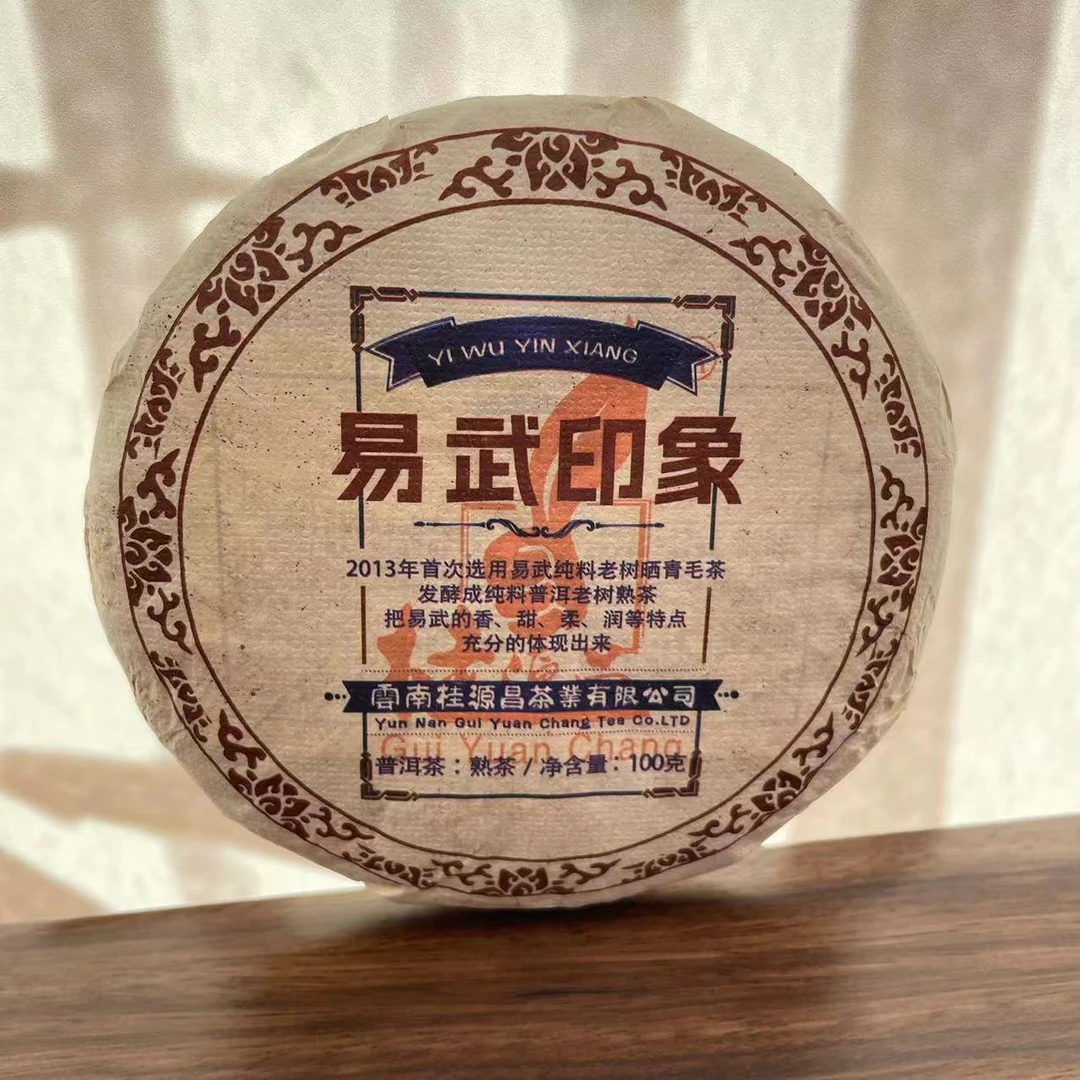 YI WU YIN XIANG
易武印象
2013年首次选用易武纯料老树晒青毛茶
发酵成纯料普洱老树熟茶
把易武的香、甜、柔、润等特点
充分的体现出来
雲南桂源昌茶業有限公司
Yun Nan Gui Yuan Chang Tea Co.LTD
Gui Yuan Chang
普洱茶：熟茶 / 净含量：100克